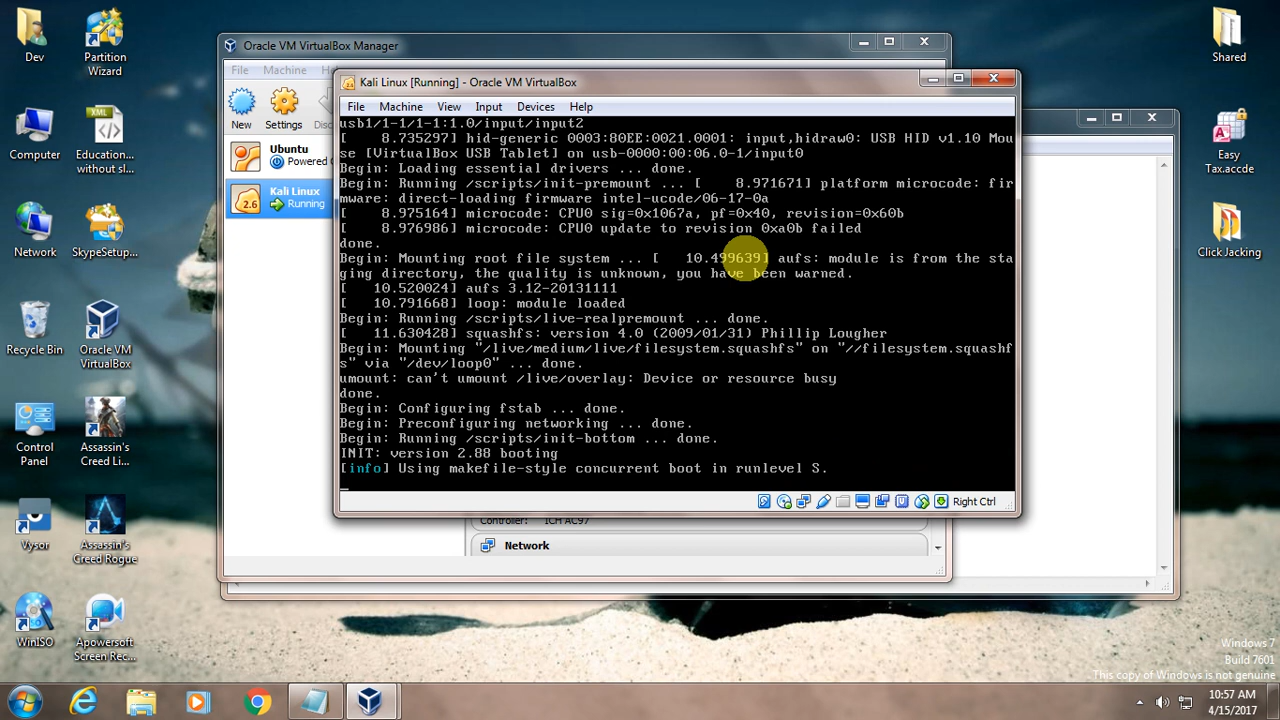 Dev
Partition
Wizard
Computer
Education...
without sl...
Network
SkypeSetup...
Recycle Bin
Oracle VM
VirtualBox
Control
Panel
Assassin's
Creed Li...
Vysor
Assassin's
Creed Rogue
WinISO
Apowersoft
Screen Rec...
Shared
Easy
Tax.accde
Click Jacking
Oracle VM VirtualBox Manager
File Machine
New
Settings
Ubuntu
Powered
Kali Linux
Running
2.6
Controller: ICH AC97
Network
Kali Linux [Running] - Oracle VM VirtualBox
File Machine View Input Devices Help
usb1/1-1/1-1:1.0/input/input2
[ 8.735297] hid-generic 0003:80EE:0021.0001: input,hidraw0: USB HID v1.10 Mou
se [VirtualBox USB Tablet] on usb-0000:00:06.0-1/input0
Begin: Loading essential drivers ... done.
Begin: Running /scripts/init-premount ... [ 8.971671] platform microcode: fir
mware: direct-loading firmware intel-ucode/06-17-0a
[ 8.975164] microcode: CPU0 sig=0x1067a, pf=0x40, revision=0x60b
[ 8.976986] microcode: CPU0 update to revision 0xa0b failed
done.
Begin: Mounting root file system ... [ 10.499639] aufs: module is from the sta
ging directory, the quality is unknown, you have been warned.
[ 10.520024] aufs 3.12-20131111
[ 10.791668] loop: module loaded
Begin: Running /scripts/live-realpremount ... done.
[ 11.630428] squashfs: version 4.0 (2009/01/31) Phillip Lougher
Begin: Mounting "/live/medium/live/filesystem.squashfs" on "//filesystem.squashf
s" via "/dev/loop0" ... done.
umount: can't umount /live/overlay: Device or resource busy
done.
Begin: Configuring fstab ... done.
Begin: Preconfiguring networking ... done.
Begin: Running /scripts/init-bottom ... done.
INIT: version 2.88 booting
[info] Using makefile-style concurrent boot in runlevel S.
Right Ctrl
Windows 7
Build 7601
This copy of Windows is not genuine
10:57 AM
4/15/2017